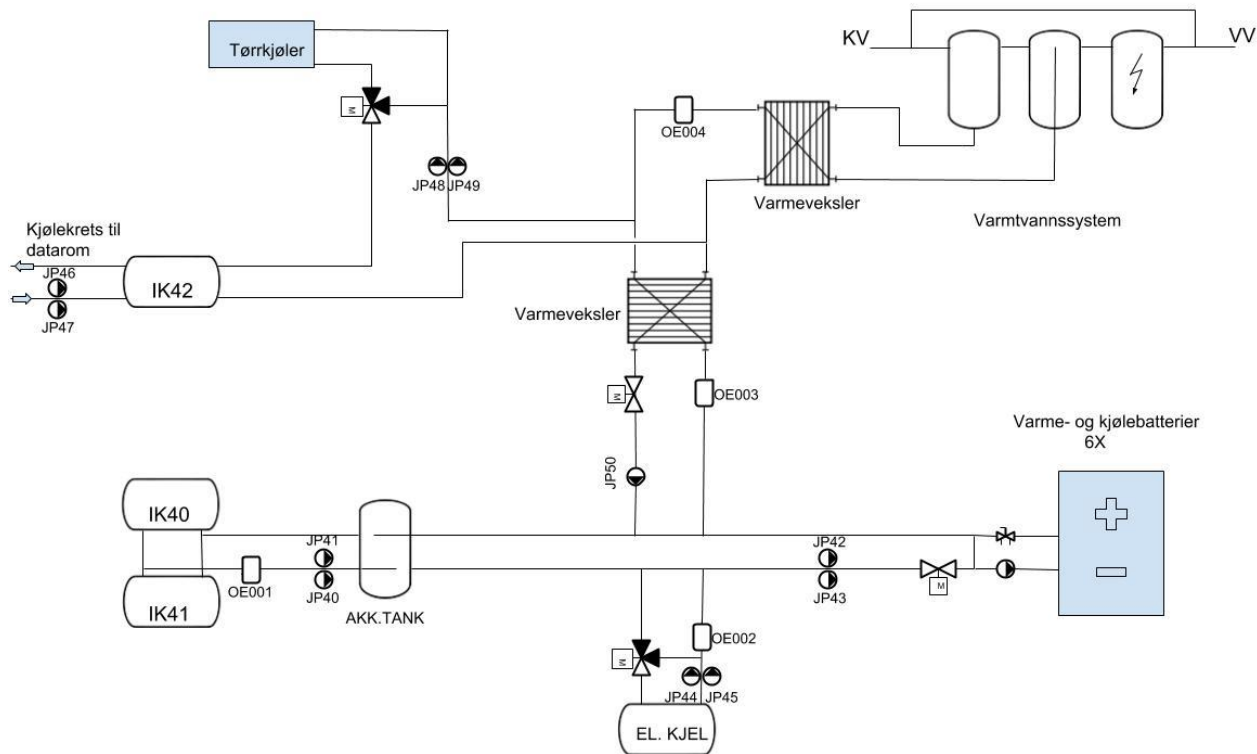 Tørrkjøler
KV
VV
M
OE004
JP48
JP49
Varmeveksler
Varmtvannssystem
Kjølekrets til
datarom
JP46
IK42
JP47
Varmeveksler
M
OE003
JP50
Varme- og kjølebatterier
6X
IK40
JP41
JP42
OE001
JP40
JP43
M
IK41
AKK.TANK
OE002
M
JP44
JP45
EL. KJEL